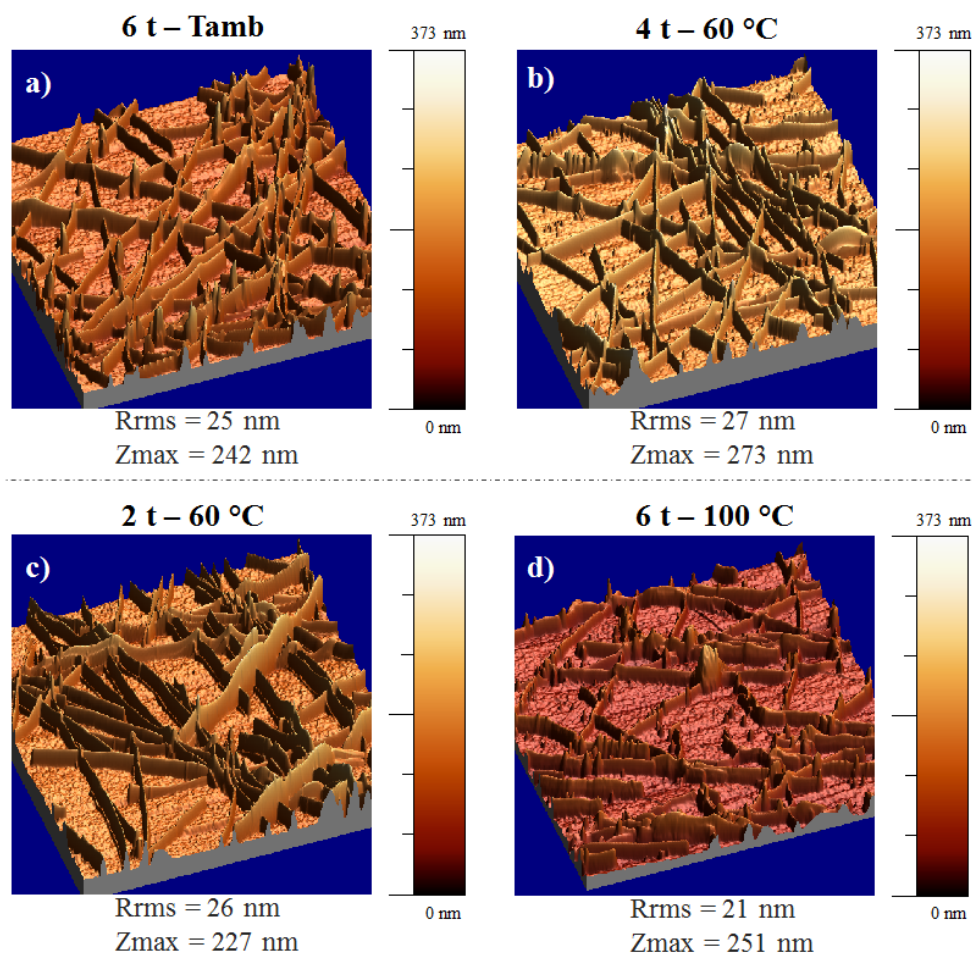 6 t – Tamb
373 nm
a)
0 nm
Rrms = 25 nm
Zmax = 242 nm
4 t – 60 °C
373 nm
b)
0 nm
Rrms = 27 nm
Zmax = 273 nm
2 t – 60 °C
373 nm
c)
0 nm
Rrms = 26 nm
Zmax = 227 nm
6 t – 100 °C
373 nm
d)
0 nm
Rrms = 21 nm
Zmax = 251 nm